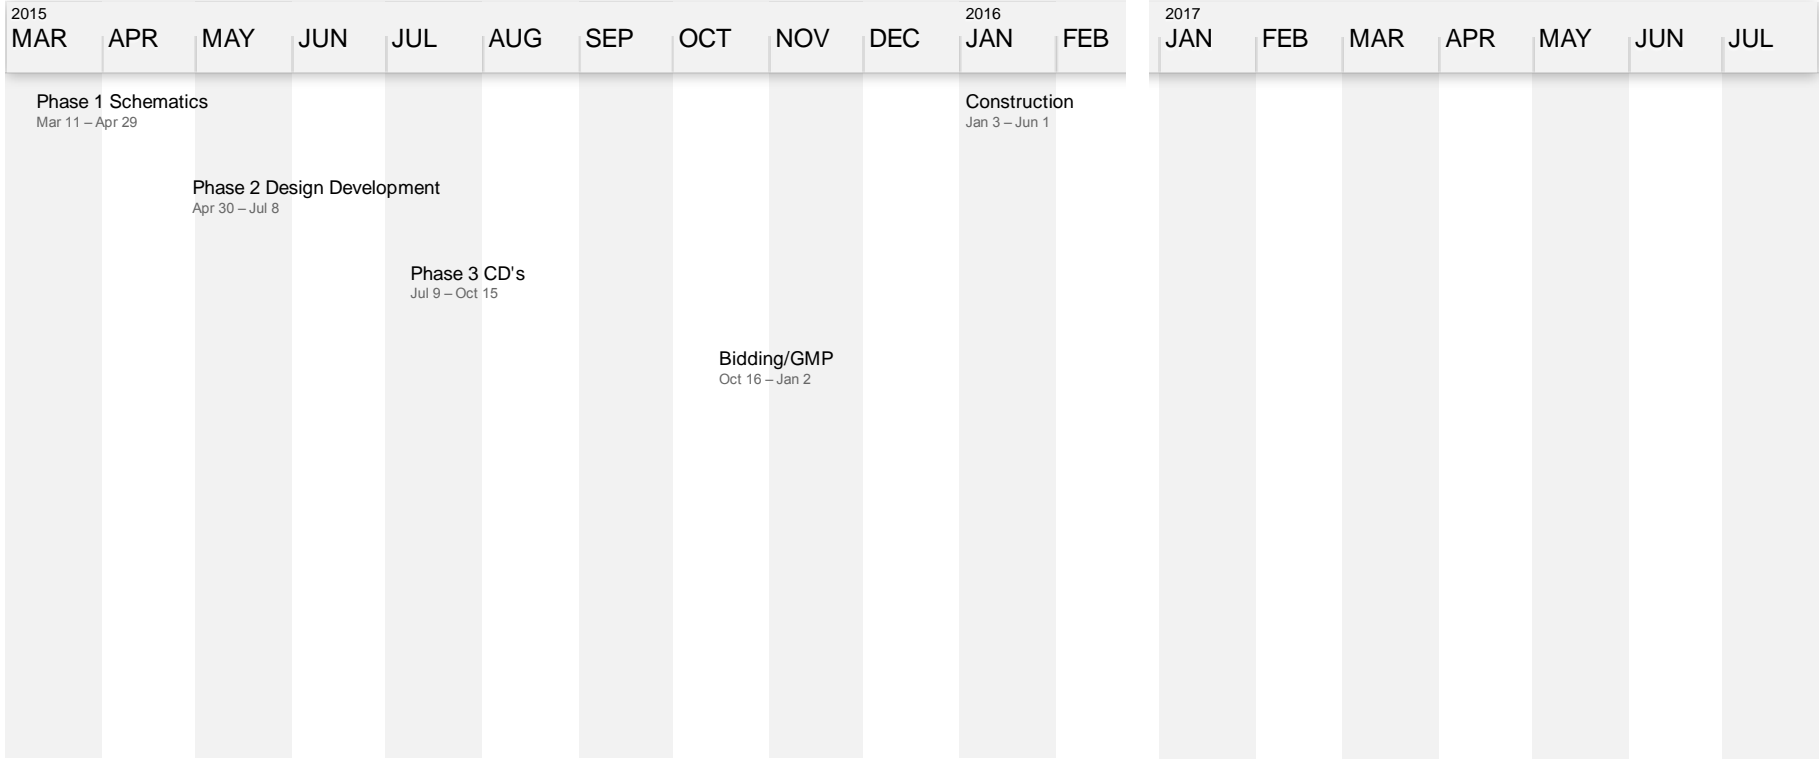 2015 2016 2017
MAR APR MAY JUN JUL AUG SEP OCT NOV DEC JAN FEB JAN FEB MAR APR MAY JUN JUL
Phase 1 Schematics
Mar 11 – Apr 29
Construction
Jan 3 – Jun 1
Phase 2 Design Development
Apr 30 – Jul 8
Phase 3 CD's
Jul 9 – Oct 15
Bidding/GMP
Oct 16 – Jan 2